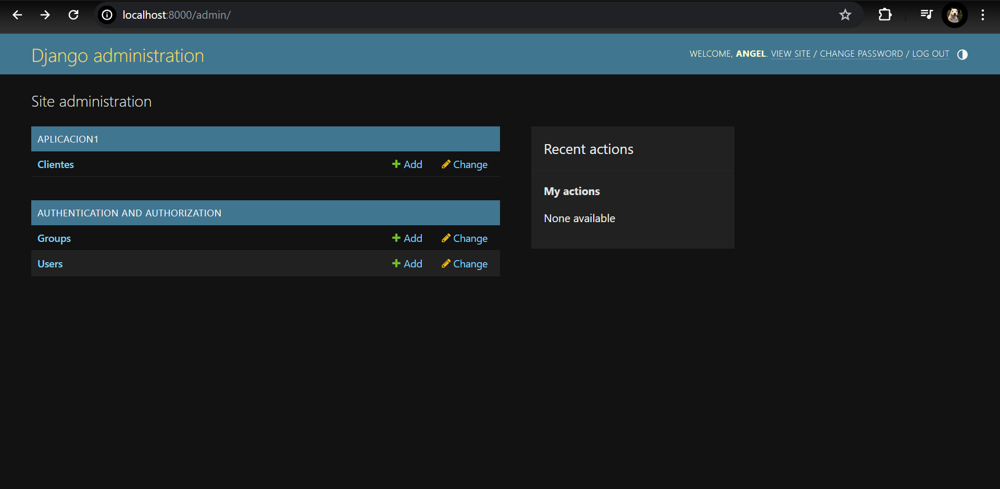 localhost:8000/admin/
Django administration
WELCOME, ANGEL. VIEW SITE / CHANGE PASSWORD / LOG OUT
Site administration
APLICACION1
Clientes Add Change
AUTHENTICATION AND AUTHORIZATION
Groups Add Change
Users Add Change
Recent actions
My actions
None available